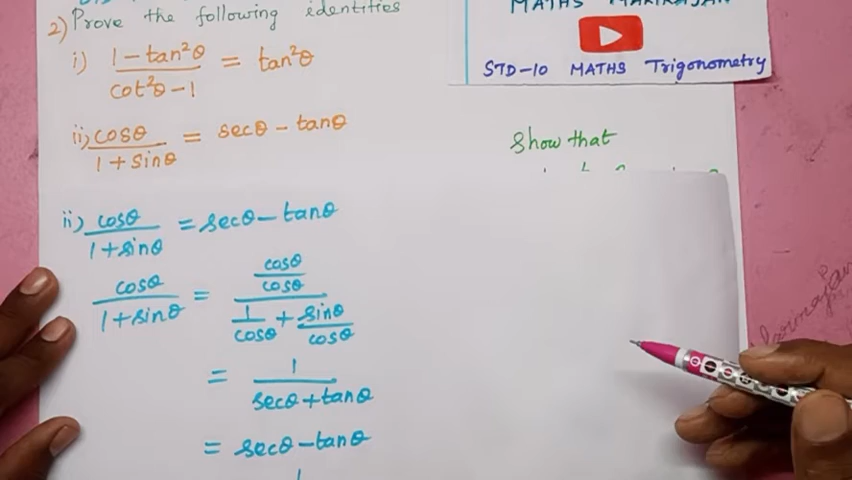 2) Prove the following identities
i) (1 - tan²θ)/(cot²θ - 1) = tan²θ
ii) cosθ/(1 + sinθ) = secθ - tanθ
STD-10 MATHS Trigonometry
Show that
ii) cosθ/(1 + sinθ) = secθ - tanθ
cosθ/(1 + sinθ) = (cosθ/cosθ)/(1/cosθ + sinθ/cosθ)
= 1/(secθ + tanθ)
= secθ - tanθ